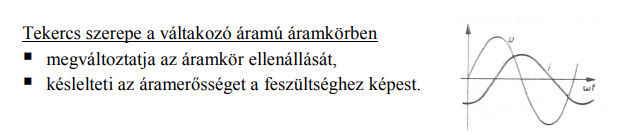 Tekercs szerepe a váltakozó áramú áramkörben
▪ megváltoztatja az áramkör ellenállását,
▪ késlelteti az áramerősséget a feszültséghez képest.
u
i
ωt